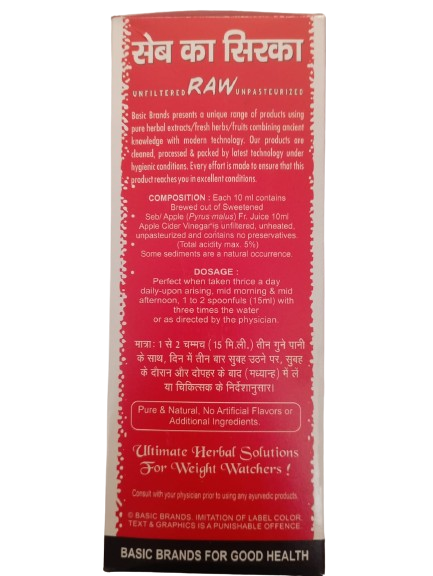 सेब का सिरका
UNFILTERED RAW UNPASTEURIZED
Basic Brands presents a unique range of products using
pure herbal extracts/fresh herbs/fruits combining ancient
knowledge with modern technology. Our products are
cleaned, processed & packed by latest technology under
hygienic conditions. Every effort is made to ensure that this
product reaches you in excellent conditions.
COMPOSITION : Each 10 ml contains
Brewed out of Sweetened
Seb/ Apple (Pyrus malus) Fr. Juice 10ml
Apple Cider Vinegar is unfiltered, unheated,
unpasteurized and contains no preservatives.
(Total acidity max. 5%)
Some sediments are a natural occurrence.
DOSAGE :
Perfect when taken thrice a day
daily-upon arising, mid morning & mid
afternoon, 1 to 2 spoonfuls (15ml) with
three times the water
or as directed by the physician.
मात्रा: 1 से 2 चम्मच (15 मि.ली.) तीन गुने पानी
के साथ, दिन में तीन बार सुबह उठने पर, सुबह
के दौरान और दोपहर के बाद (मध्यान्ह) में ले
या चिकित्सक के निर्देशानुसार।
Pure & Natural, No Artificial Flavors or
Additional Ingredients.
Ultimate Herbal Solutions
For Weight Watchers !
Consult with your physician prior to using any ayurvedic products.
© BASIC BRANDS. IMITATION OF LABEL COLOR,
TEXT & GRAPHICS IS A PUNISHABLE OFFENCE.
BASIC BRANDS FOR GOOD HEALTH